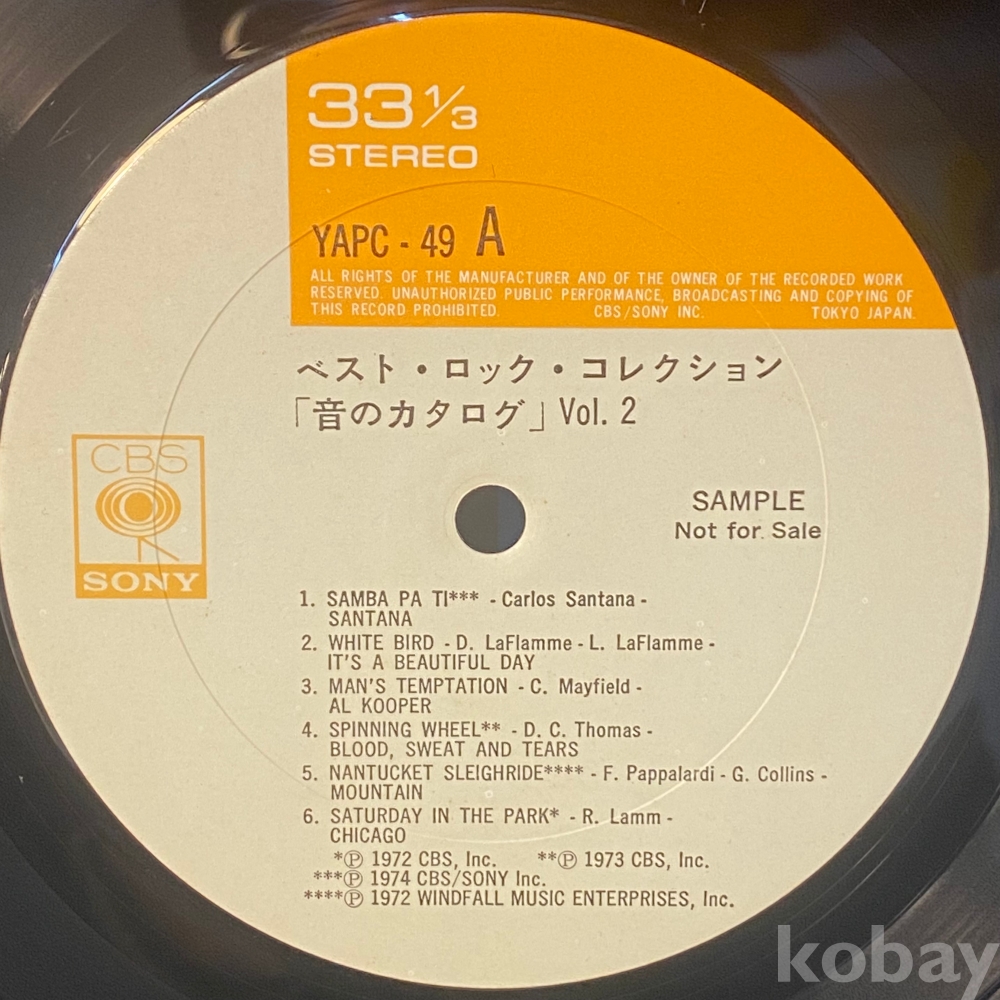 33 1/3
STEREO
YAPC - 49 A
ALL RIGHTS OF THE MANUFACTURER AND OF THE OWNER OF THE RECORDED WORK
RESERVED. UNAUTHORIZED PUBLIC PERFORMANCE, BROADCASTING AND COPYING OF
THIS RECORD PROHIBITED. CBS/SONY INC. TOKYO JAPAN.
ベスト・ロック・コレクション
「音のカタログ」Vol. 2
CBS
SONY
SAMPLE
Not for Sale
1. SAMBA PA TI*** - Carlos Santana -
SANTANA
2. WHITE BIRD - D. LaFlamme - L. LaFlamme -
IT'S A BEAUTIFUL DAY
3. MAN'S TEMPTATION - C. Mayfield -
AL KOOPER
4. SPINNING WHEEL** - D. C. Thomas -
BLOOD, SWEAT AND TEARS
5. NANTUCKET SLEIGHRIDE**** - F. Pappalardi - G. Collins -
MOUNTAIN
6. SATURDAY IN THE PARK* - R. Lamm -
CHICAGO
*Ⓟ 1972 CBS, Inc. **Ⓟ 1973 CBS, Inc.
***Ⓟ 1974 CBS/SONY Inc.
****Ⓟ 1972 WINDFALL MUSIC ENTERPRISES, Inc.
kobay